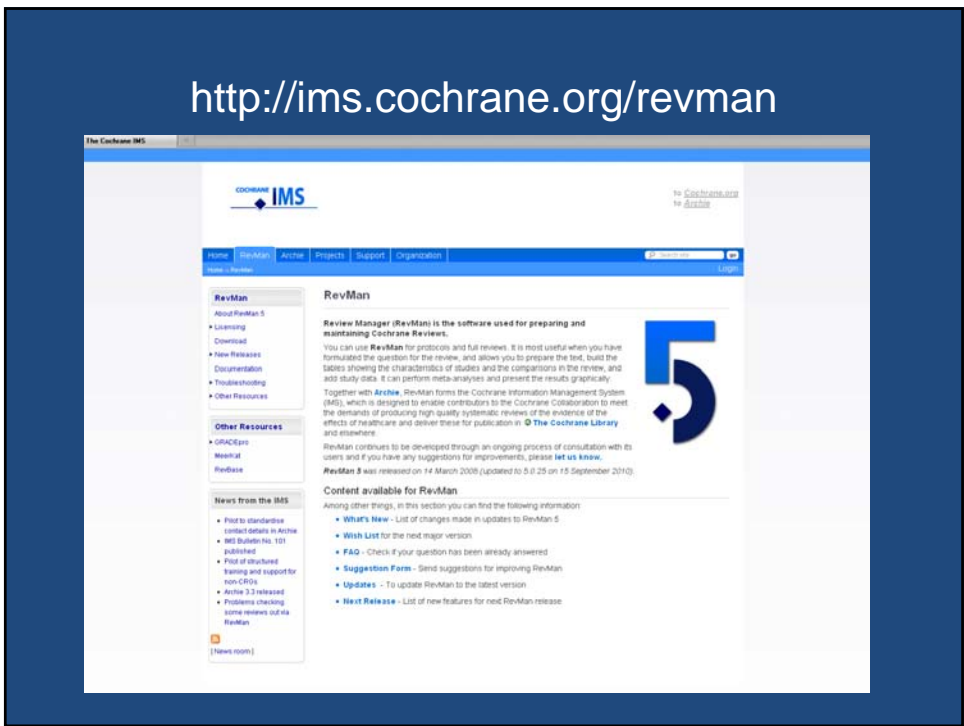 http://ims.cochrane.org/revman
The Cochrane IMS
COCHRANE IMS
to Cochrane.org
to Archie
Home RevMan Archie Projects Support Organization
Search site
Home > RevMan
Login
RevMan
About RevMan 5
Licensing
Download
New Releases
Documentation
Troubleshooting
Other Resources
Other Resources
GRADEpro
Meerkat
RevBase
News from the IMS
Pilot to standardise
contact details in Archie
IMS Bulletin No. 101
published
Pilot of structured
training and support for
non-CRGs
Archie 3.3 released
Problems checking
some reviews out via
RevMan
| News room |
RevMan
Review Manager (RevMan) is the software used for preparing and
maintaining Cochrane Reviews.
You can use RevMan for protocols and full reviews. It is most useful when you have
formulated the question for the review, and allows you to prepare the text, build the
tables showing the characteristics of studies and the comparisons in the review, and
add study data. It can perform meta-analyses and present the results graphically.
Together with Archie, RevMan forms the Cochrane Information Management System
(IMS), which is designed to enable contributors to the Cochrane Collaboration to meet
the demands of producing high quality systematic reviews of the evidence of the
effects of healthcare and deliver these for publication in The Cochrane Library
and elsewhere.
RevMan continues to be developed through an ongoing process of consultation with its
users and if you have any suggestions for improvements, please let us know.
RevMan 5 was released on 14 March 2008 (updated to 5.0.25 on 15 September 2010).
Content available for RevMan
Among other things, in this section you can find the following information:
What's New - List of changes made in updates to RevMan 5
Wish List for the next major version
FAQ - Check if your question has been already answered
Suggestion Form - Send suggestions for improving RevMan
Updates - To update RevMan to the latest version
Next Release - List of new features for next RevMan release
5